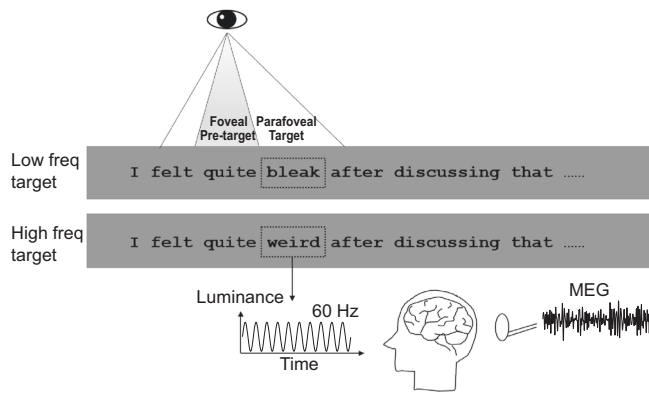 Foveal Parafoveal
Pre-target Target
Low freq
target
I felt quite bleak after discussing that ......
High freq
target
I felt quite weird after discussing that ......
Luminance
60 Hz
Time
MEG